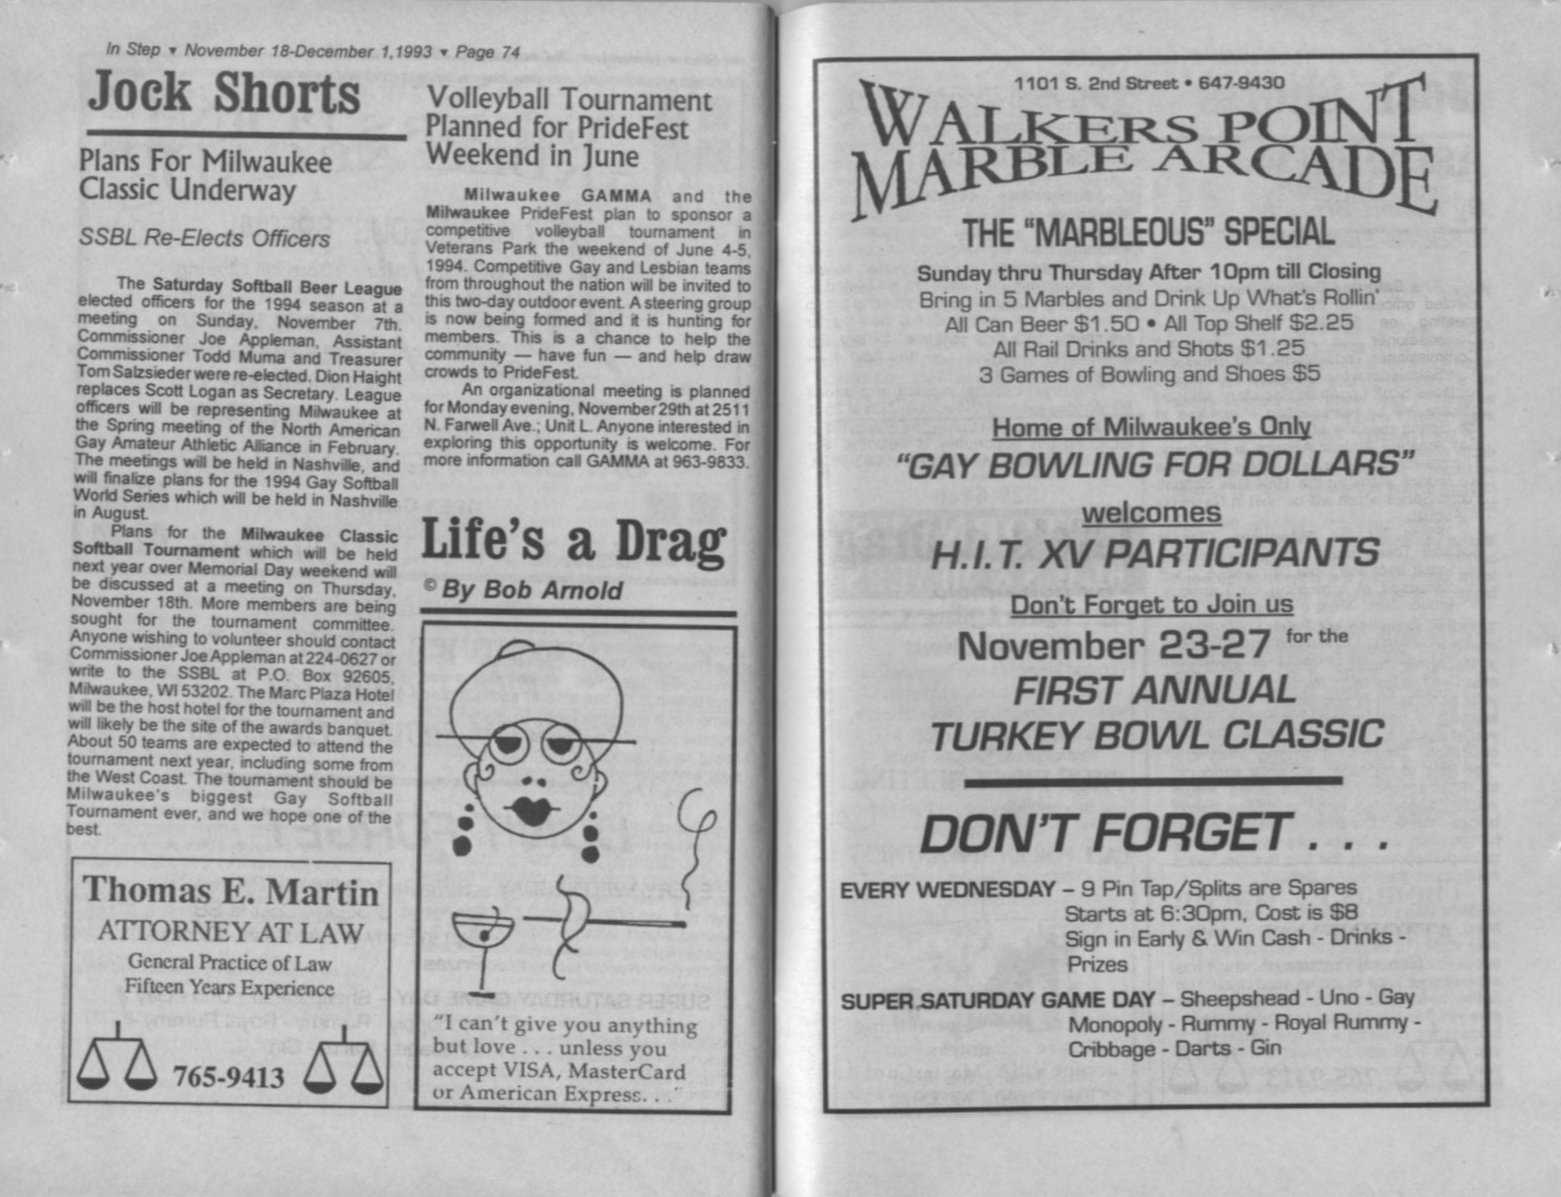 In Step ▾ November 18-December 1,1993 ▾ Page 74
Jock Shorts
Plans For Milwaukee
Classic Underway
SSBL Re-Elects Officers
The Saturday Softball Beer League
elected officers for the 1994 season at a
meeting on Sunday, November 7th.
Commissioner Joe Appleman, Assistant
Commissioner Todd Muma and Treasurer
Tom Salzsieder were re-elected. Dion Haight
replaces Scott Logan as Secretary. League
officers will be representing Milwaukee at
the Spring meeting of the North American
Gay Amateur Athletic Alliance in February.
The meetings will be held in Nashville, and
will finalize plans for the 1994 Gay Softball
World Series which will be held in Nashville
in August.
Plans for the Milwaukee Classic
Softball Tournament which will be held
next year over Memorial Day weekend will
be discussed at a meeting on Thursday,
November 18th. More members are being
sought for the tournament committee.
Anyone wishing to volunteer should contact
Commissioner Joe Appleman at 224-0627 or
write to the SSBL at P.O. Box 92605,
Milwaukee, WI 53202. The Marc Plaza Hotel
will be the host hotel for the tournament and
will likely be the site of the awards banquet.
About 50 teams are expected to attend the
tournament next year, including some from
the West Coast. The tournament should be
Milwaukee's biggest Gay Softball
Tournament ever, and we hope one of the
best.
Thomas E. Martin
ATTORNEY AT LAW
General Practice of Law
Fifteen Years Experience
765-9413
Volleyball Tournament
Planned for PrideFest
Weekend in June
Milwaukee GAMMA and the
Milwaukee PrideFest plan to sponsor a
competitive volleyball tournament in
Veterans Park the weekend of June 4-5,
1994. Competitive Gay and Lesbian teams
from throughout the nation will be invited to
this two-day outdoor event. A steering group
is now being formed and it is hunting for
members. This is a chance to help the
community — have fun — and help draw
crowds to PrideFest.
An organizational meeting is planned
for Monday evening, November 29th at 2511
N. Farwell Ave.; Unit L. Anyone interested in
exploring this opportunity is welcome. For
more information call GAMMA at 963-9833.
Life's a Drag
© By Bob Arnold
"I can't give you anything
but love . . . unless you
accept VISA, MasterCard
or American Express. . ."
1101 S. 2nd Street • 647-9430
WALKERS POINT
MARBLE ARCADE
THE "MARBLEOUS" SPECIAL
Sunday thru Thursday After 10pm till Closing
Bring in 5 Marbles and Drink Up What's Rollin'
All Can Beer $1.50 • All Top Shelf $2.25
All Rail Drinks and Shots $1.25
3 Games of Bowling and Shoes $5
Home of Milwaukee's Only
"GAY BOWLING FOR DOLLARS"
welcomes
H.I.T. XV PARTICIPANTS
Don't Forget to Join us
November 23-27 for the
FIRST ANNUAL
TURKEY BOWL CLASSIC
DON'T FORGET . . .
EVERY WEDNESDAY – 9 Pin Tap/Splits are Spares
Starts at 6:30pm, Cost is $8
Sign in Early & Win Cash - Drinks -
Prizes
SUPER SATURDAY GAME DAY – Sheepshead - Uno - Gay
Monopoly - Rummy - Royal Rummy -
Cribbage - Darts - Gin